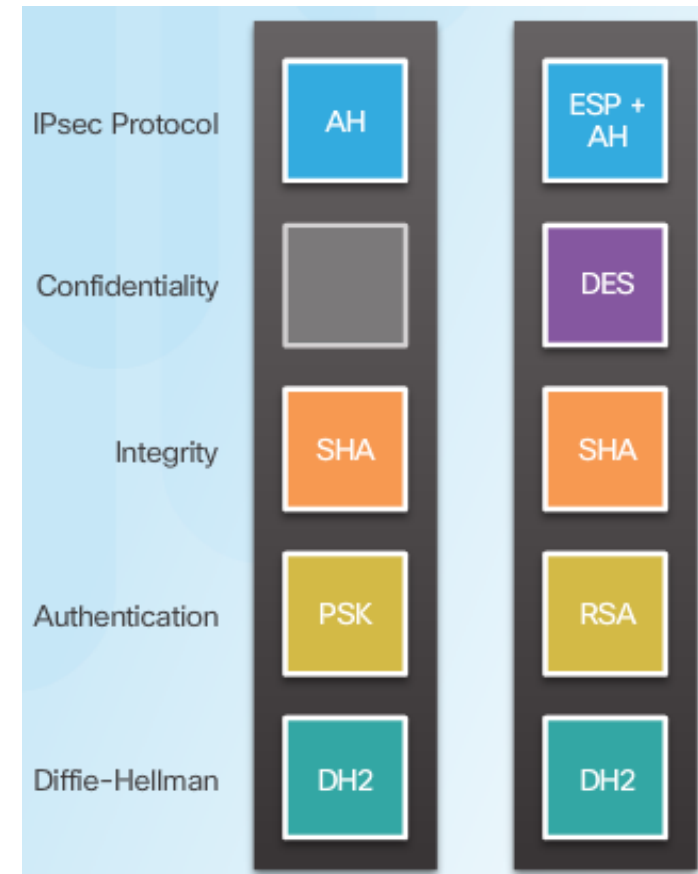 IPsec Protocol AH ESP +
AH
Confidentiality DES
Integrity SHA SHA
Authentication PSK RSA
Diffie-Hellman DH2 DH2